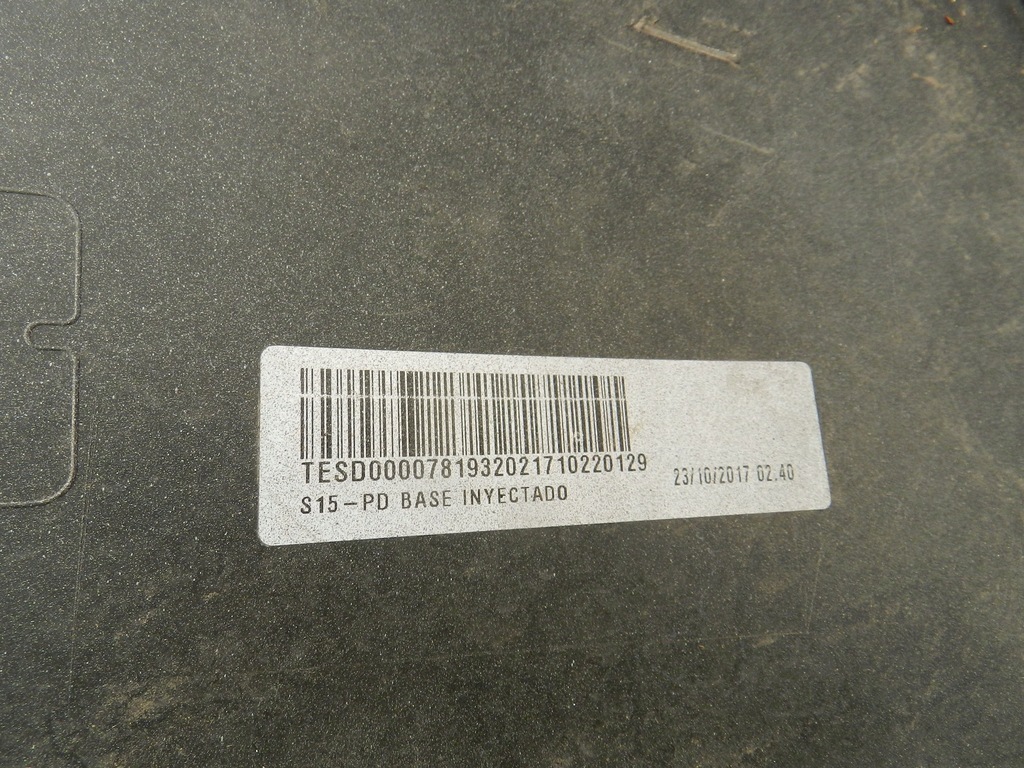 TESD0000781932021710220129
S15-PD BASE INYECTADO
23/10/2017 02.40